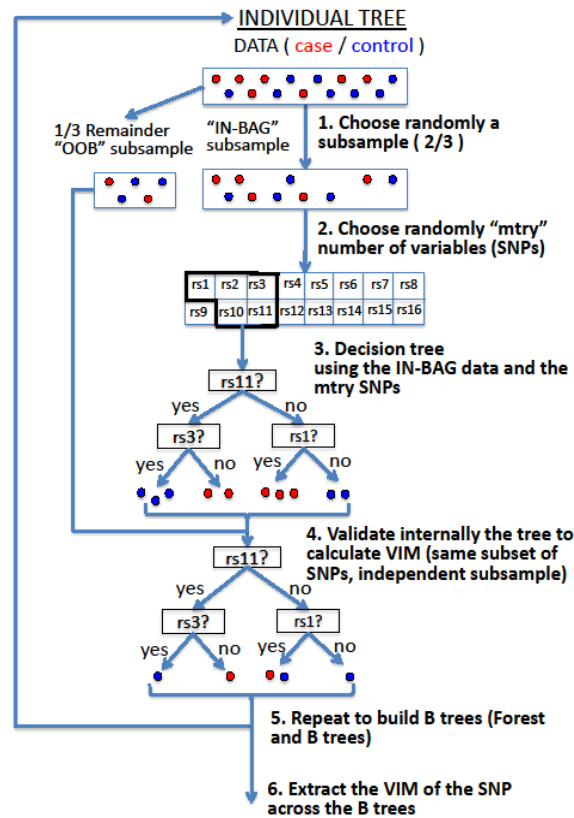 INDIVIDUAL TREE
DATA ( case / control )
1/3 Remainder
“OOB” subsample
“IN-BAG”
subsample
1. Choose randomly a
subsample ( 2/3 )
2. Choose randomly “mtry”
number of variables (SNPs)
rs1 rs2 rs3 rs4 rs5 rs6 rs7 rs8
rs9 rs10 rs11 rs12 rs13 rs14 rs15 rs16
3. Decision tree
using the IN-BAG data and the
mtry SNPs
rs11?
yes no
rs3? rs1?
yes no yes no
4. Validate internally the tree to
calculate VIM (same subset of
SNPs, independent subsample)
rs11?
yes no
rs3? rs1?
yes no yes no
5. Repeat to build B trees (Forest
and B trees)
6. Extract the VIM of the SNP
across the B trees